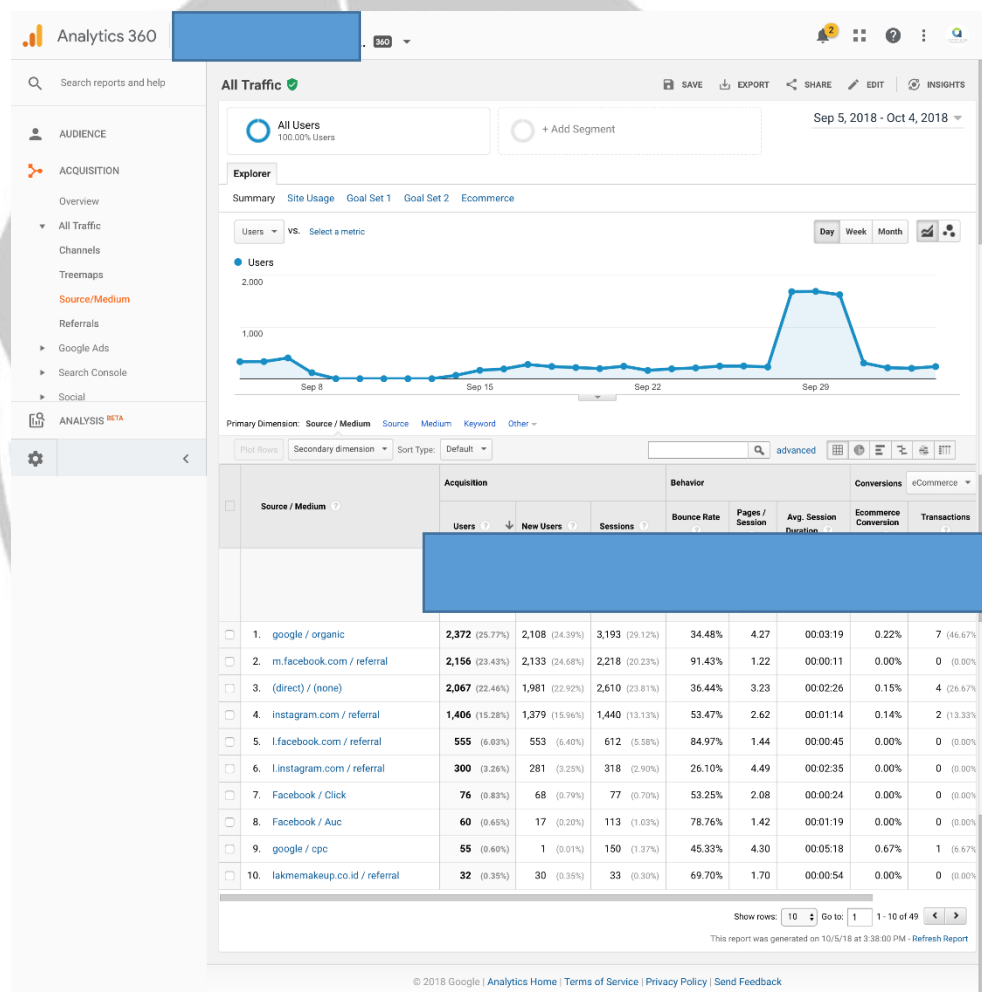 Analytics 360
. 360
2
Search reports and help
AUDIENCE
ACQUISITION
Overview
All Traffic
Channels
Treemaps
Source/Medium
Referrals
Google Ads
Search Console
Social
ANALYSIS BETA
All Traffic
SAVE EXPORT SHARE EDIT INSIGHTS
All Users
100.00% Users
+ Add Segment
Sep 5, 2018 - Oct 4, 2018
Explorer
Summary Site Usage Goal Set 1 Goal Set 2 Ecommerce
Users VS. Select a metric
Day Week Month
Users
2,000
1,000
Sep 8 Sep 15 Sep 22 Sep 29
Primary Dimension: Source / Medium Source Medium Keyword Other
Plot Rows Secondary dimension Sort Type: Default advanced
Acquisition Behavior Conversions eCommerce
Source / Medium ? Users ? New Users ? Sessions ? Bounce Rate ? Pages / Session Avg. Session Duration ? Ecommerce Conversion Transactions
1. google / organic 2,372 (25.77%) 2,108 (24.39%) 3,193 (29.12%) 34.48% 4.27 00:03:19 0.22% 7 (46.67%
2. m.facebook.com / referral 2,156 (23.43%) 2,133 (24.68%) 2,218 (20.23%) 91.43% 1.22 00:00:11 0.00% 0 (0.00%
3. (direct) / (none) 2,067 (22.46%) 1,981 (22.92%) 2,610 (23.81%) 36.44% 3.23 00:02:26 0.15% 4 (26.67%
4. instagram.com / referral 1,406 (15.28%) 1,379 (15.96%) 1,440 (13.13%) 53.47% 2.62 00:01:14 0.14% 2 (13.33%
5. l.facebook.com / referral 555 (6.03%) 553 (6.40%) 612 (5.58%) 84.97% 1.44 00:00:45 0.00% 0 (0.00%
6. l.instagram.com / referral 300 (3.26%) 281 (3.25%) 318 (2.90%) 26.10% 4.49 00:02:35 0.00% 0 (0.00%
7. Facebook / Click 76 (0.83%) 68 (0.79%) 77 (0.70%) 53.25% 2.08 00:00:24 0.00% 0 (0.00%
8. Facebook / Auc 60 (0.65%) 17 (0.20%) 113 (1.03%) 78.76% 1.42 00:01:19 0.00% 0 (0.00%
9. google / cpc 55 (0.60%) 1 (0.01%) 150 (1.37%) 45.33% 4.30 00:05:18 0.67% 1 (6.67%
10. lakmemakeup.co.id / referral 32 (0.35%) 30 (0.35%) 33 (0.30%) 69.70% 1.70 00:00:54 0.00% 0 (0.00%
Show rows: 10 Go to: 1 1 - 10 of 49
This report was generated on 10/5/18 at 3:38:00 PM - Refresh Report
© 2018 Google | Analytics Home | Terms of Service | Privacy Policy | Send Feedback